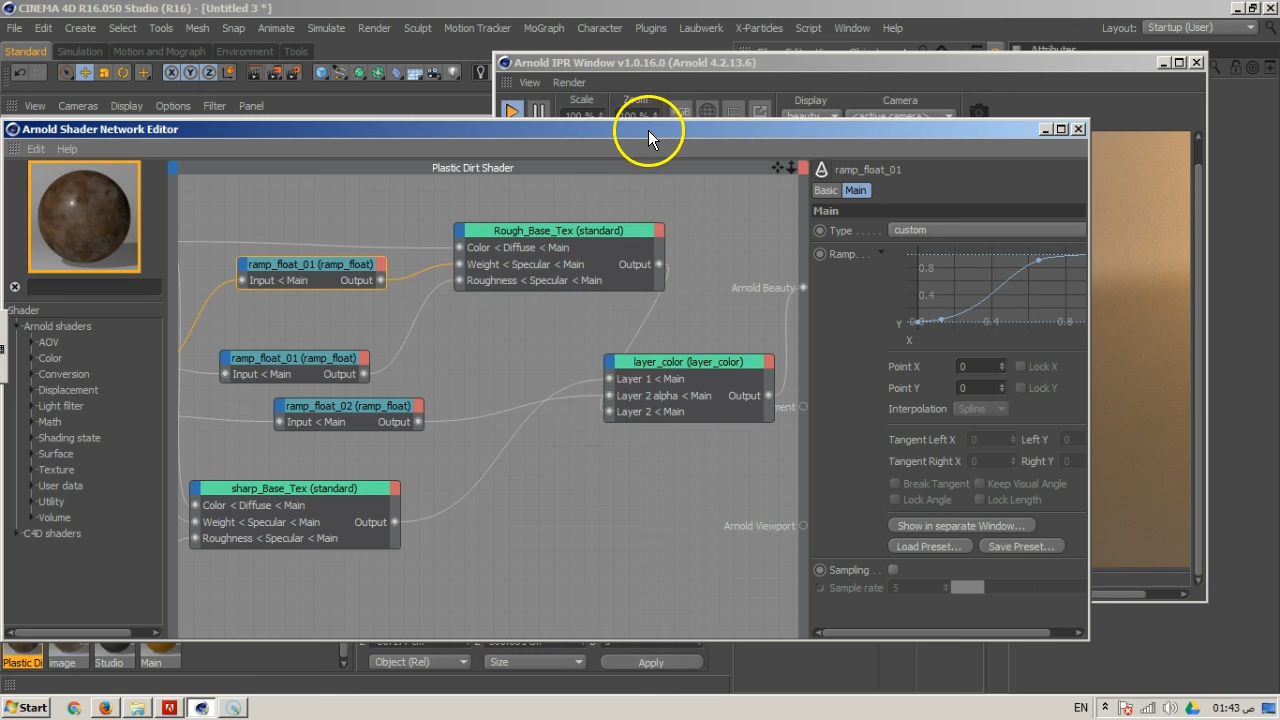 CINEMA 4D R16.050 Studio (R16) - [Untitled 3 *]
File Edit Create Select Tools Mesh Snap Animate Simulate Render Sculpt Motion Tracker MoGraph Character Plugins Laubwerk X-Particles Script Window Help Layout: Startup (User)
Standard Simulation Motion and Mograph Environment Tools
Attributes
Arnold IPR Window v1.0.16.0 (Arnold 4.2.13.6)
View Render
Scale Zoom Display Camera
100 % 100 % RGB beauty <active camera>
View Cameras Display Options Filter Panel
Arnold Shader Network Editor
Edit Help
Plastic Dirt Shader
ramp_float_01
Basic Main
Main
Type custom
Ramp
0.8
0.4
Y 0.0 0.4 0.8
X
Point X 0 Lock X
Point Y 0 Lock Y
Interpolation Spline
Tangent Left X 0 Left Y 0
Tangent Right X 0 Right Y 0
Break Tangent Keep Visual Angle
Lock Angle Lock Length
Show in separate Window...
Load Preset... Save Preset...
Sampling
Sample rate 5
Rough_Base_Tex (standard)
Color < Diffuse < Main
Weight < Specular < Main Output
Roughness < Specular < Main
ramp_float_01 (ramp_float)
Input < Main Output
ramp_float_01 (ramp_float)
Input < Main Output
ramp_float_02 (ramp_float)
Input < Main Output
layer_color (layer_color)
Layer 1 < Main
Layer 2 alpha < Main Output
Layer 2 < Main
sharp_Base_Tex (standard)
Color < Diffuse < Main
Weight < Specular < Main Output
Roughness < Specular < Main
Arnold Beauty
ment
Arnold Viewport
Shader
Arnold shaders
AOV
Color
Conversion
Displacement
Light filter
Math
Shading state
Surface
Texture
User data
Utility
Volume
C4D shaders
Plastic Di image Studio Main
Object (Rel) Size Apply
Start EN 01:43 ص